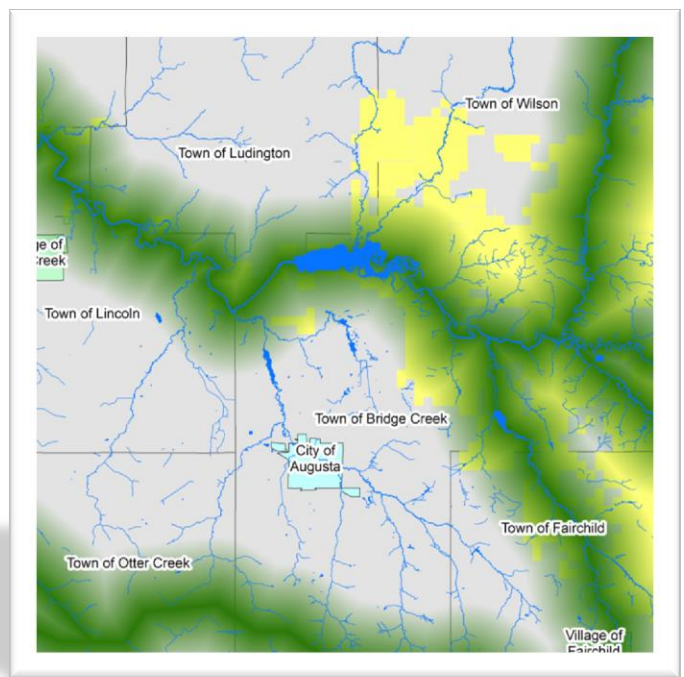 Town of Wilson
Town of Ludington
ge of
Creek
Town of Lincoln
Town of Bridge Creek
City of
Augusta
Town of Fairchild
Town of Otter Creek
Village of
Fairchild